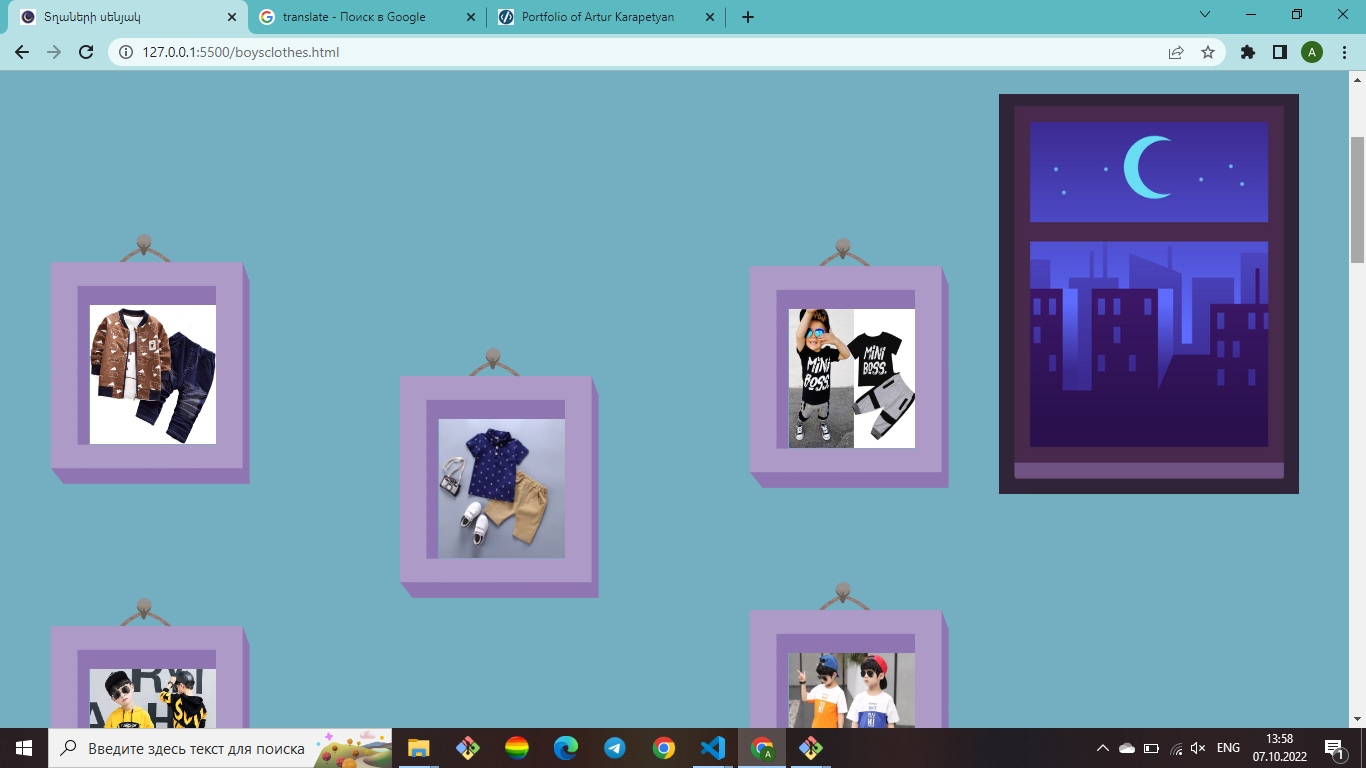 Տղաների սենյակ
translate - Поиск в Google
Portfolio of Artur Karapetyan
127.0.0.1:5500/boysclothes.html
A
MINI
BOSS.
MINI
BOSS.
Введите здесь текст для поиска
A
ENG
13:58
07.10.2022
1